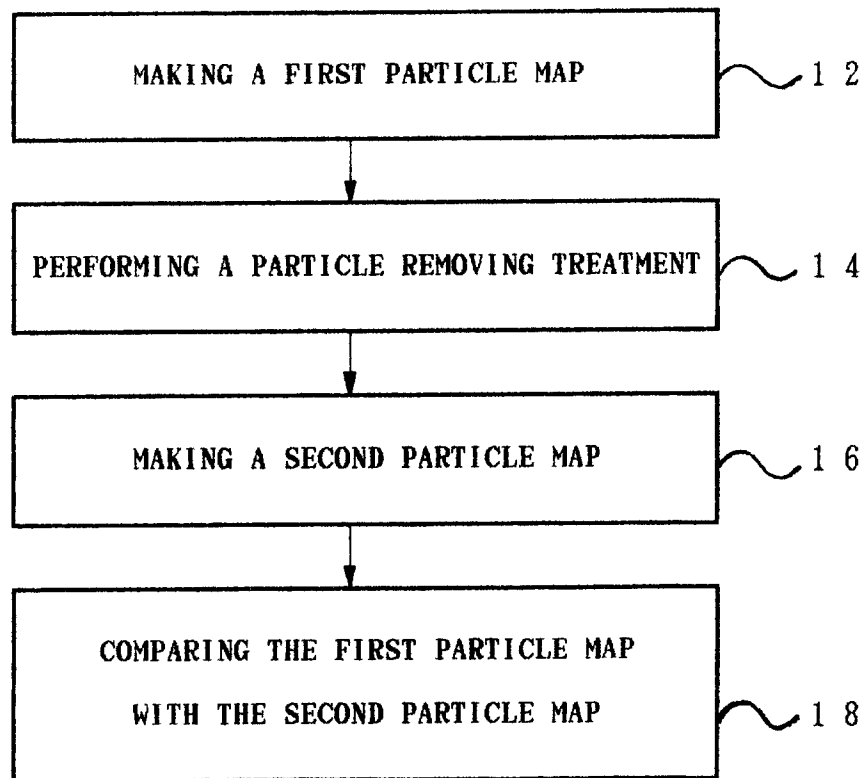 MAKING A FIRST PARTICLE MAP
12
PERFORMING A PARTICLE REMOVING TREATMENT
14
MAKING A SECOND PARTICLE MAP
16
COMPARING THE FIRST PARTICLE MAP
WITH THE SECOND PARTICLE MAP
18